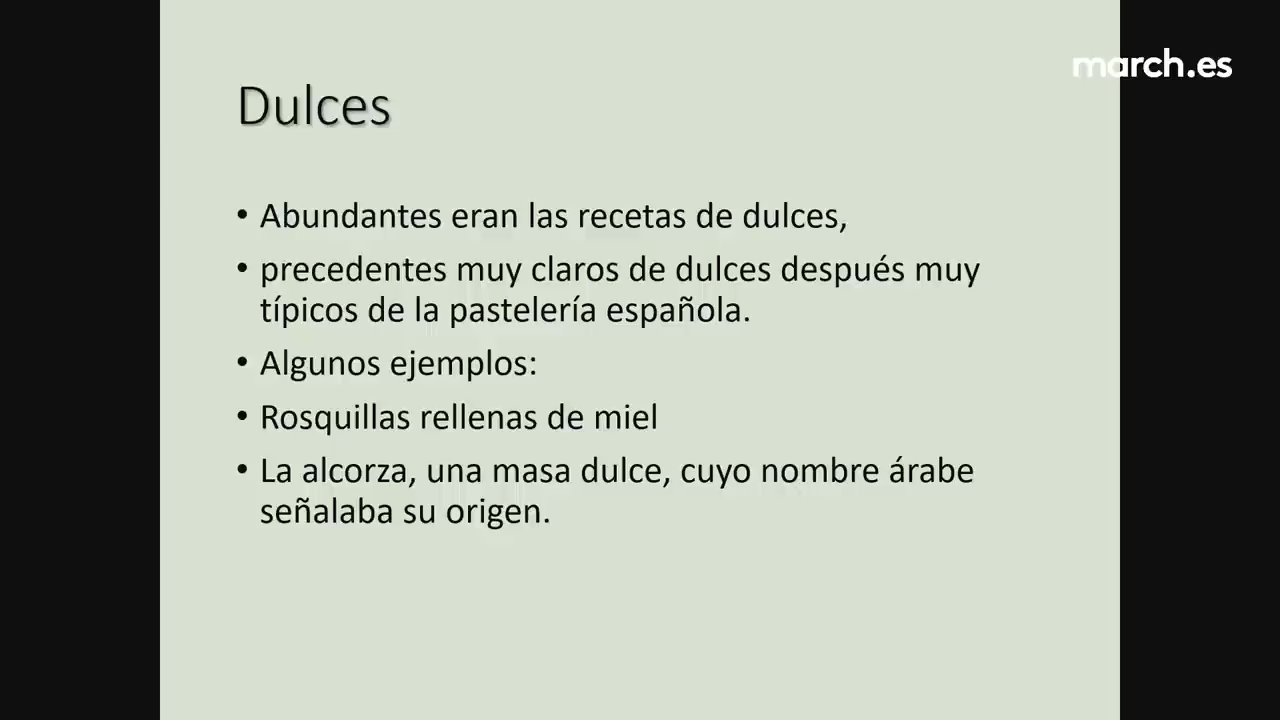 march.es
Dulces
• Abundantes eran las recetas de dulces,
• precedentes muy claros de dulces después muy
típicos de la pastelería española.
• Algunos ejemplos:
• Rosquillas rellenas de miel
• La alcorza, una masa dulce, cuyo nombre árabe
señalaba su origen.